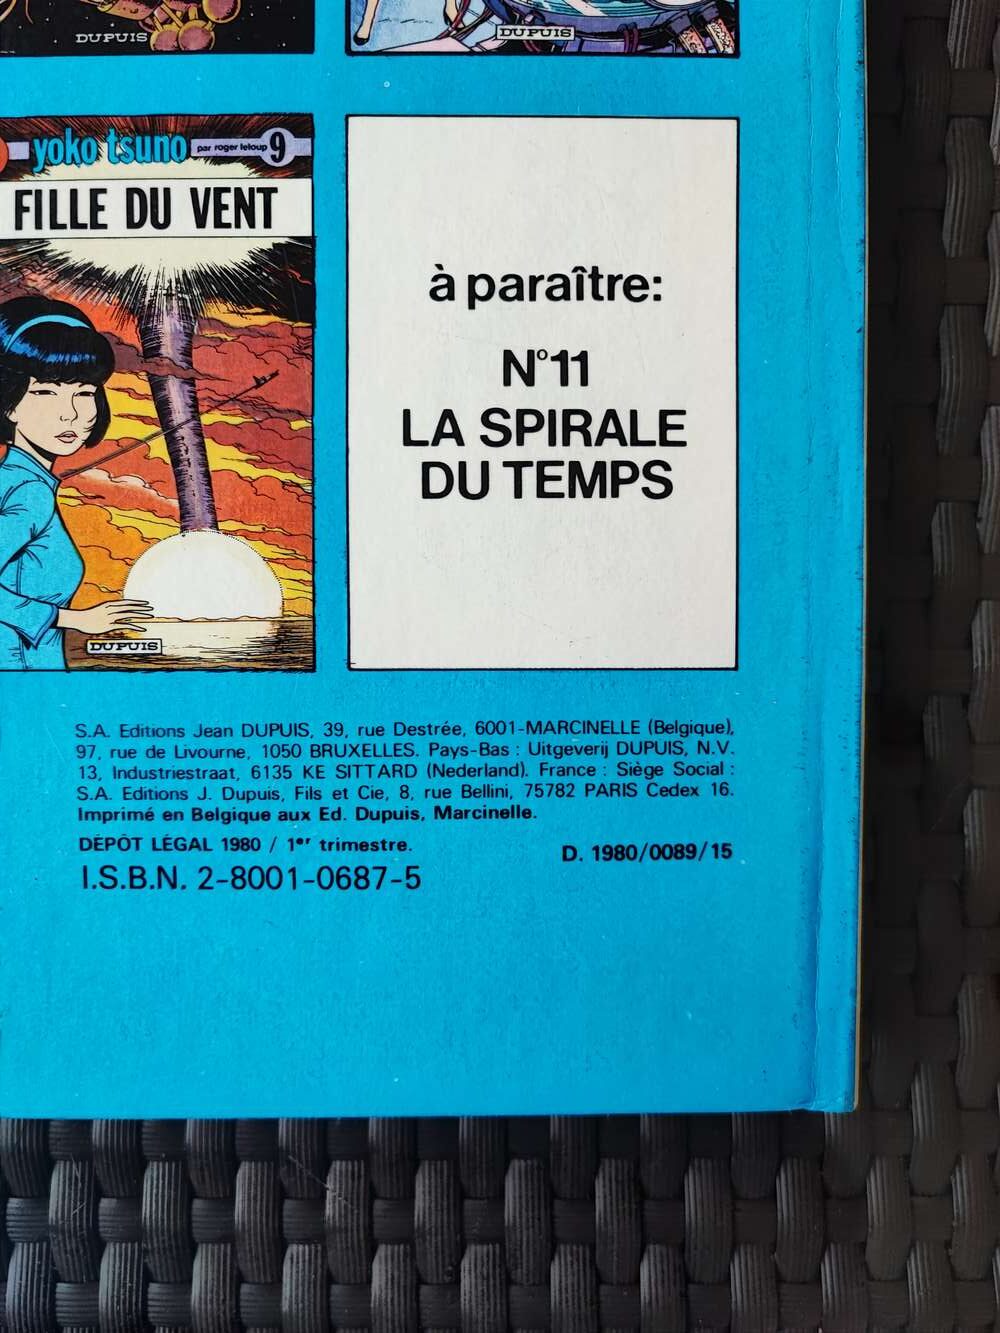 DUPUIS
DUPUIS
yoko tsuno par roger leloup 9
FILLE DU VENT
DUPUIS
à paraître:
N°11
LA SPIRALE
DU TEMPS
S.A. Editions Jean DUPUIS, 39, rue Destrée, 6001-MARCINELLE (Belgique),
97, rue de Livourne, 1050 BRUXELLES. Pays-Bas : Uitgeverij DUPUIS, N.V.
13, Industriestraat, 6135 KE SITTARD (Nederland). France : Siège Social :
S.A. Editions J. Dupuis, Fils et Cie, 8, rue Bellini, 75782 PARIS Cedex 16.
Imprimé en Belgique aux Ed. Dupuis, Marcinelle.
DÉPÔT LÉGAL 1980 / 1er trimestre.
D. 1980/0089/15
I.S.B.N. 2-8001-0687-5